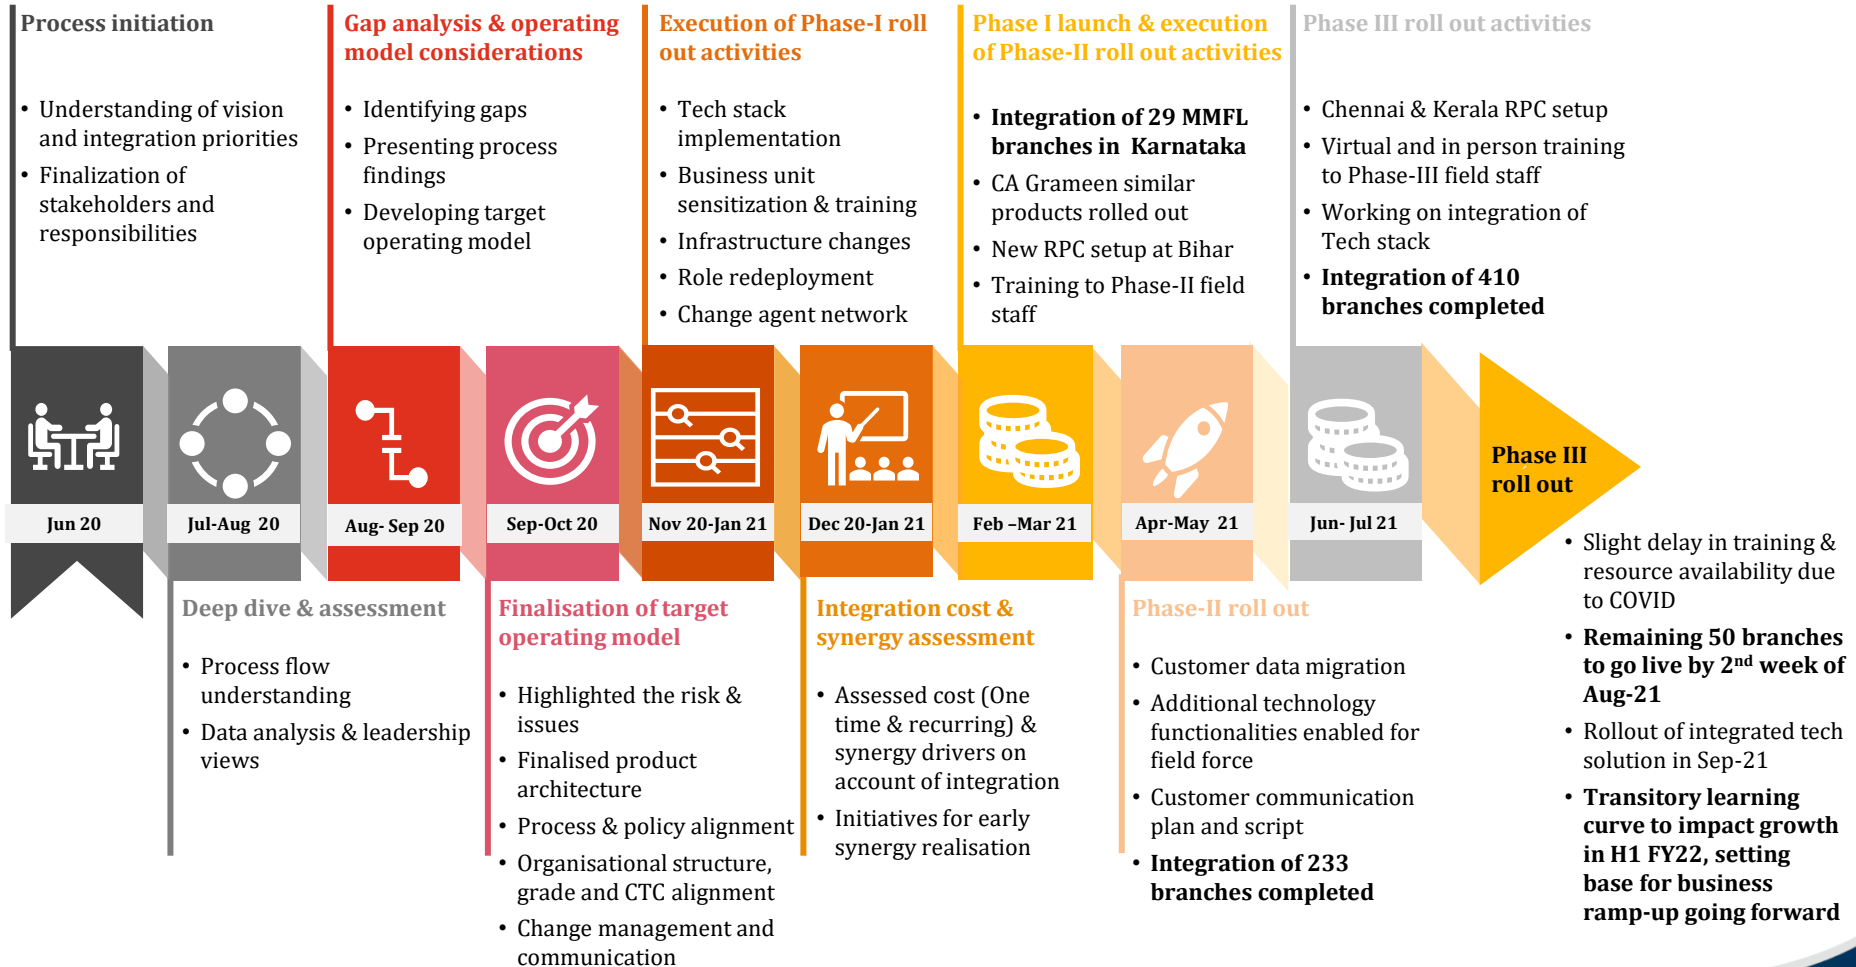 Process initiation
• Understanding of vision
and integration priorities
• Finalization of
stakeholders and
responsibilities
Gap analysis & operating
model considerations
• Identifying gaps
• Presenting process
findings
• Developing target
operating model
Execution of Phase-I roll
out activities
• Tech stack
implementation
• Business unit
sensitization & training
• Infrastructure changes
• Role redeployment
• Change agent network
Phase I launch & execution
of Phase-II roll out activities
• Integration of 29 MMFL
branches in Karnataka
• CA Grameen similar
products rolled out
• New RPC setup at Bihar
• Training to Phase-II field
staff
Phase III roll out activities
• Chennai & Kerala RPC setup
• Virtual and in person training
to Phase-III field staff
• Working on integration of
Tech stack
• Integration of 410
branches completed
Jun 20
Jul-Aug 20
Aug- Sep 20
Sep-Oct 20
Nov 20-Jan 21
Dec 20-Jan 21
Feb –Mar 21
Apr-May 21
Jun- Jul 21
Phase III
roll out
Deep dive & assessment
• Process flow
understanding
• Data analysis & leadership
views
Finalisation of target
operating model
• Highlighted the risk &
issues
• Finalised product
architecture
• Process & policy alignment
• Organisational structure,
grade and CTC alignment
• Change management and
communication
Integration cost &
synergy assessment
• Assessed cost (One
time & recurring) &
synergy drivers on
account of integration
• Initiatives for early
synergy realisation
Phase-II roll out
• Customer data migration
• Additional technology
functionalities enabled for
field force
• Customer communication
plan and script
• Integration of 233
branches completed
• Slight delay in training &
resource availability due
to COVID
• Remaining 50 branches
to go live by 2nd week of
Aug-21
• Rollout of integrated tech
solution in Sep-21
• Transitory learning
curve to impact growth
in H1 FY22, setting
base for business
ramp-up going forward